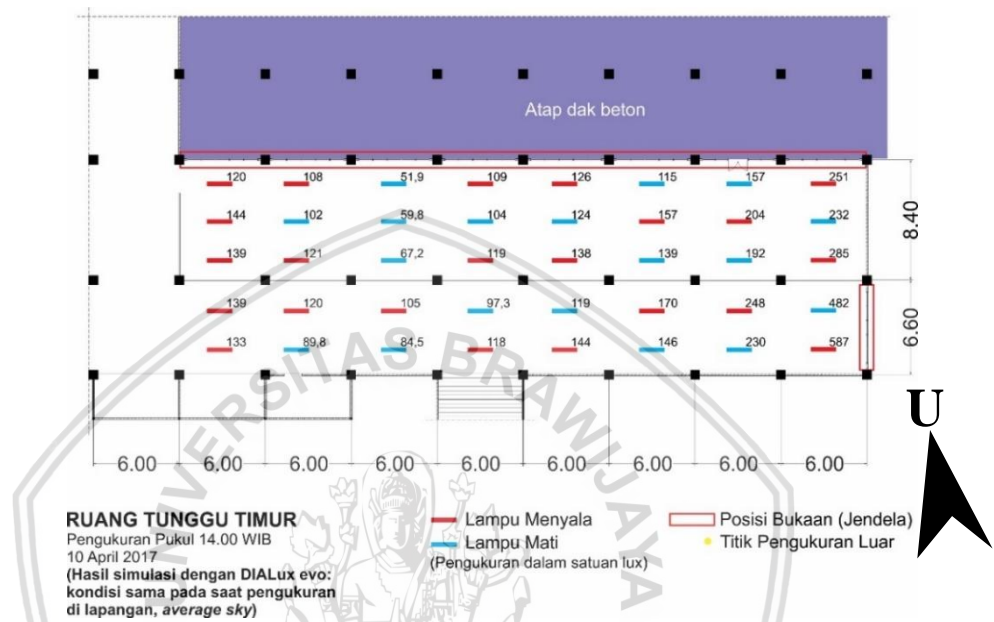 Atap dak beton
120 108 51,9 109 126 115 157 251
144 102 59,8 104 124 157 204 232
139 121 67,2 119 138 139 192 285
8.40
139 120 105 97,3 119 170 248 482
133 89,8 84,5 118 144 146 230 587
6.60
UNIVERSITAS BRAWIJAYA
U
6.00 6.00 6.00 6.00 6.00 6.00 6.00 6.00 6.00
RUANG TUNGGU TIMUR
Pengukuran Pukul 14.00 WIB
10 April 2017
(Hasil simulasi dengan DIALux evo:
kondisi sama pada saat pengukuran
di lapangan, average sky)
Lampu Menyala
Lampu Mati
(Pengukuran dalam satuan lux)
Posisi Bukaan (Jendela)
Titik Pengukuran Luar